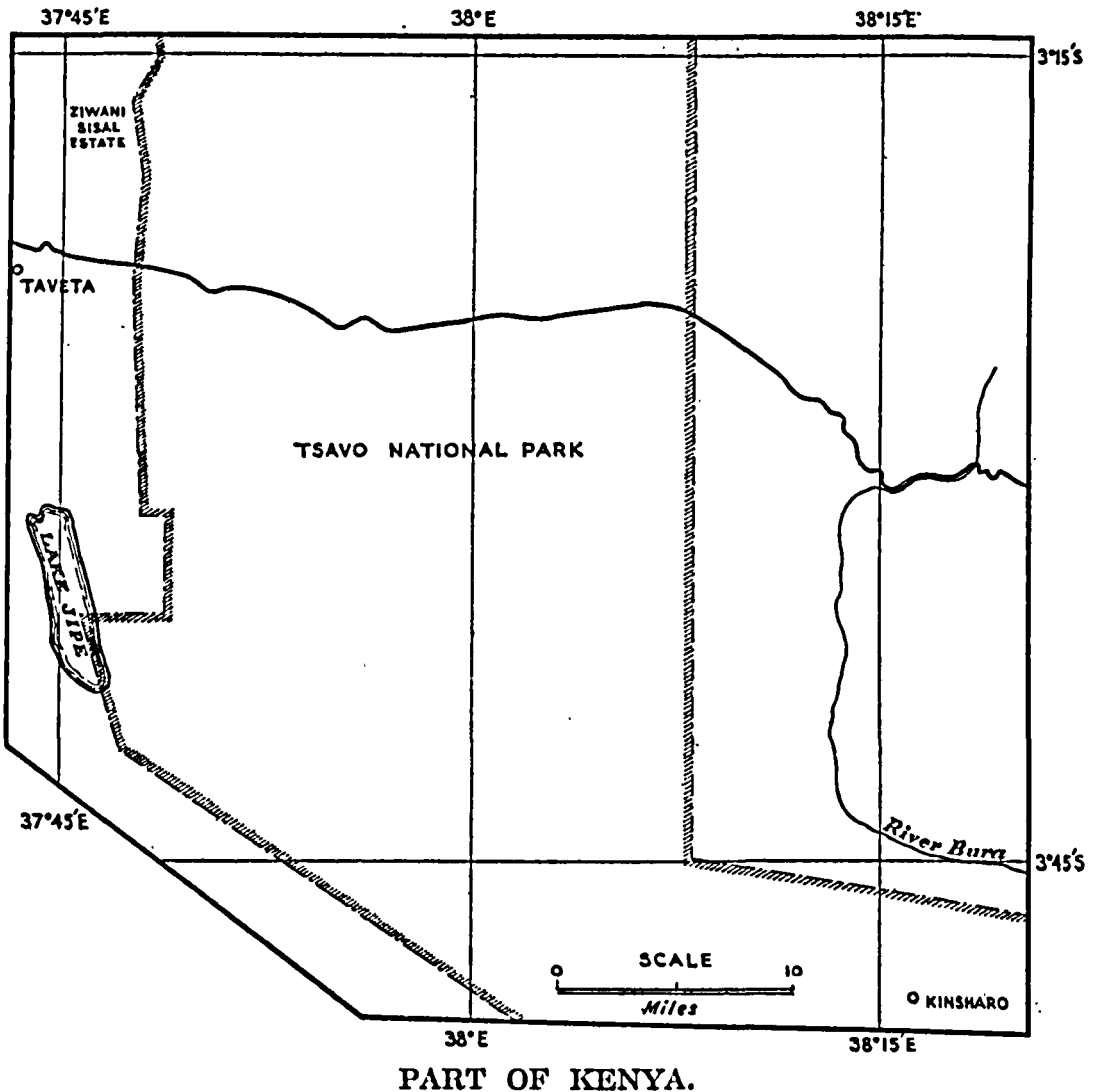 37°45'E 38°E 38°15'E
3°15'S
ZIWANI
SISAL
ESTATE
TAVETA
TSAVO NATIONAL PARK
LAKE JIPE
37°45'E
River Bura
3°45'S
SCALE
0 10
Miles
KINSHARO
38°E 38°15'E
PART OF KENYA.